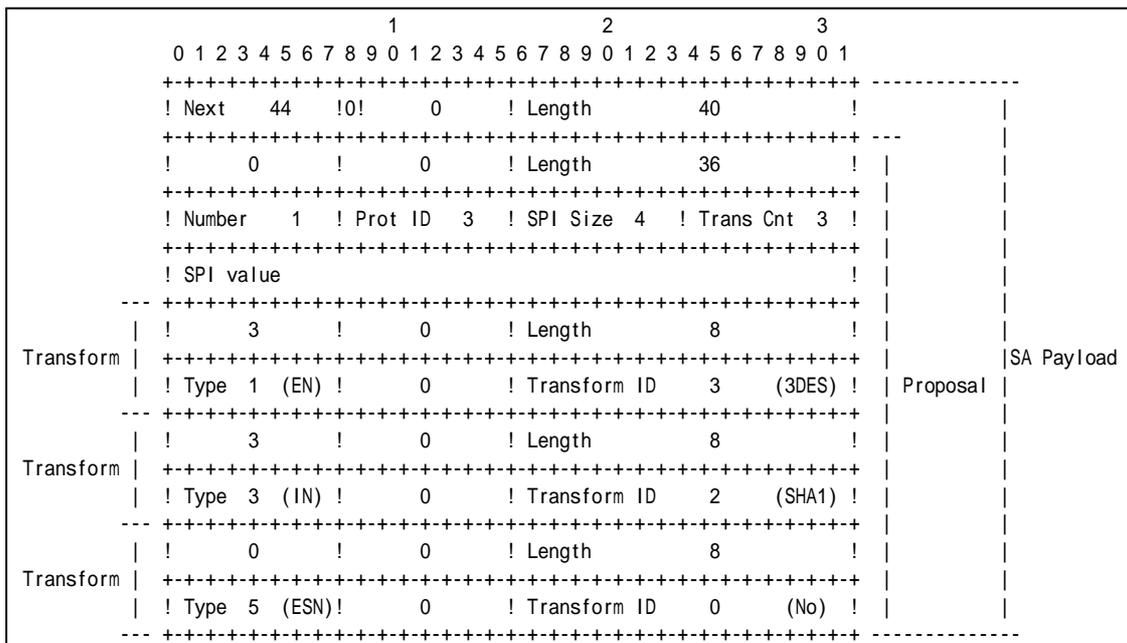 1                   2                   3
 0 1 2 3 4 5 6 7 8 9 0 1 2 3 4 5 6 7 8 9 0 1 2 3 4 5 6 7 8 9 0 1
+-+-+-+-+-+-+-+-+-+-+-+-+-+-+-+-+-+-+-+-+-+-+-+-+-+-+-+-+-+-+-+-+ --------------
! Next    44    !0!      0      ! Length          40            !              |
+-+-+-+-+-+-+-+-+-+-+-+-+-+-+-+-+-+-+-+-+-+-+-+-+-+-+-+-+-+-+-+-+ ---          |
!       0       !       0       ! Length          36            !   |          |
+-+-+-+-+-+-+-+-+-+-+-+-+-+-+-+-+-+-+-+-+-+-+-+-+-+-+-+-+-+-+-+-+   |          |
! Number     1  ! Prot ID   3   ! SPI Size  4   ! Trans Cnt  3  !   |          |
+-+-+-+-+-+-+-+-+-+-+-+-+-+-+-+-+-+-+-+-+-+-+-+-+-+-+-+-+-+-+-+-+   |          |
! SPI value                                                     !   |          |
--- +-+-+-+-+-+-+-+-+-+-+-+-+-+-+-+-+-+-+-+-+-+-+-+-+-+-+-+-+-+-+-+-+   |          |
| !       3       !       0       ! Length          8             !   |          |
Transform | +-+-+-+-+-+-+-+-+-+-+-+-+-+-+-+-+-+-+-+-+-+-+-+-+-+-+-+-+-+-+-+-+   |          |SA Payload
| ! Type  1  (EN) !       0       ! Transform ID    3     (3DES)  !   | Proposal |
--- +-+-+-+-+-+-+-+-+-+-+-+-+-+-+-+-+-+-+-+-+-+-+-+-+-+-+-+-+-+-+-+-+   |          |
| !       3       !       0       ! Length          8             !   |          |
Transform | +-+-+-+-+-+-+-+-+-+-+-+-+-+-+-+-+-+-+-+-+-+-+-+-+-+-+-+-+-+-+-+-+   |          |
| ! Type  3  (IN) !       0       ! Transform ID    2     (SHA1)  !   |          |
--- +-+-+-+-+-+-+-+-+-+-+-+-+-+-+-+-+-+-+-+-+-+-+-+-+-+-+-+-+-+-+-+-+   |          |
| !       0       !       0       ! Length          8             !   |          |
Transform | +-+-+-+-+-+-+-+-+-+-+-+-+-+-+-+-+-+-+-+-+-+-+-+-+-+-+-+-+-+-+-+-+   |          |
| ! Type  5  (ESN)!       0       ! Transform ID    0     (No)    !   |          |
--- +-+-+-+-+-+-+-+-+-+-+-+-+-+-+-+-+-+-+-+-+-+-+-+-+-+-+-+-+-+-+-+-+ --------------